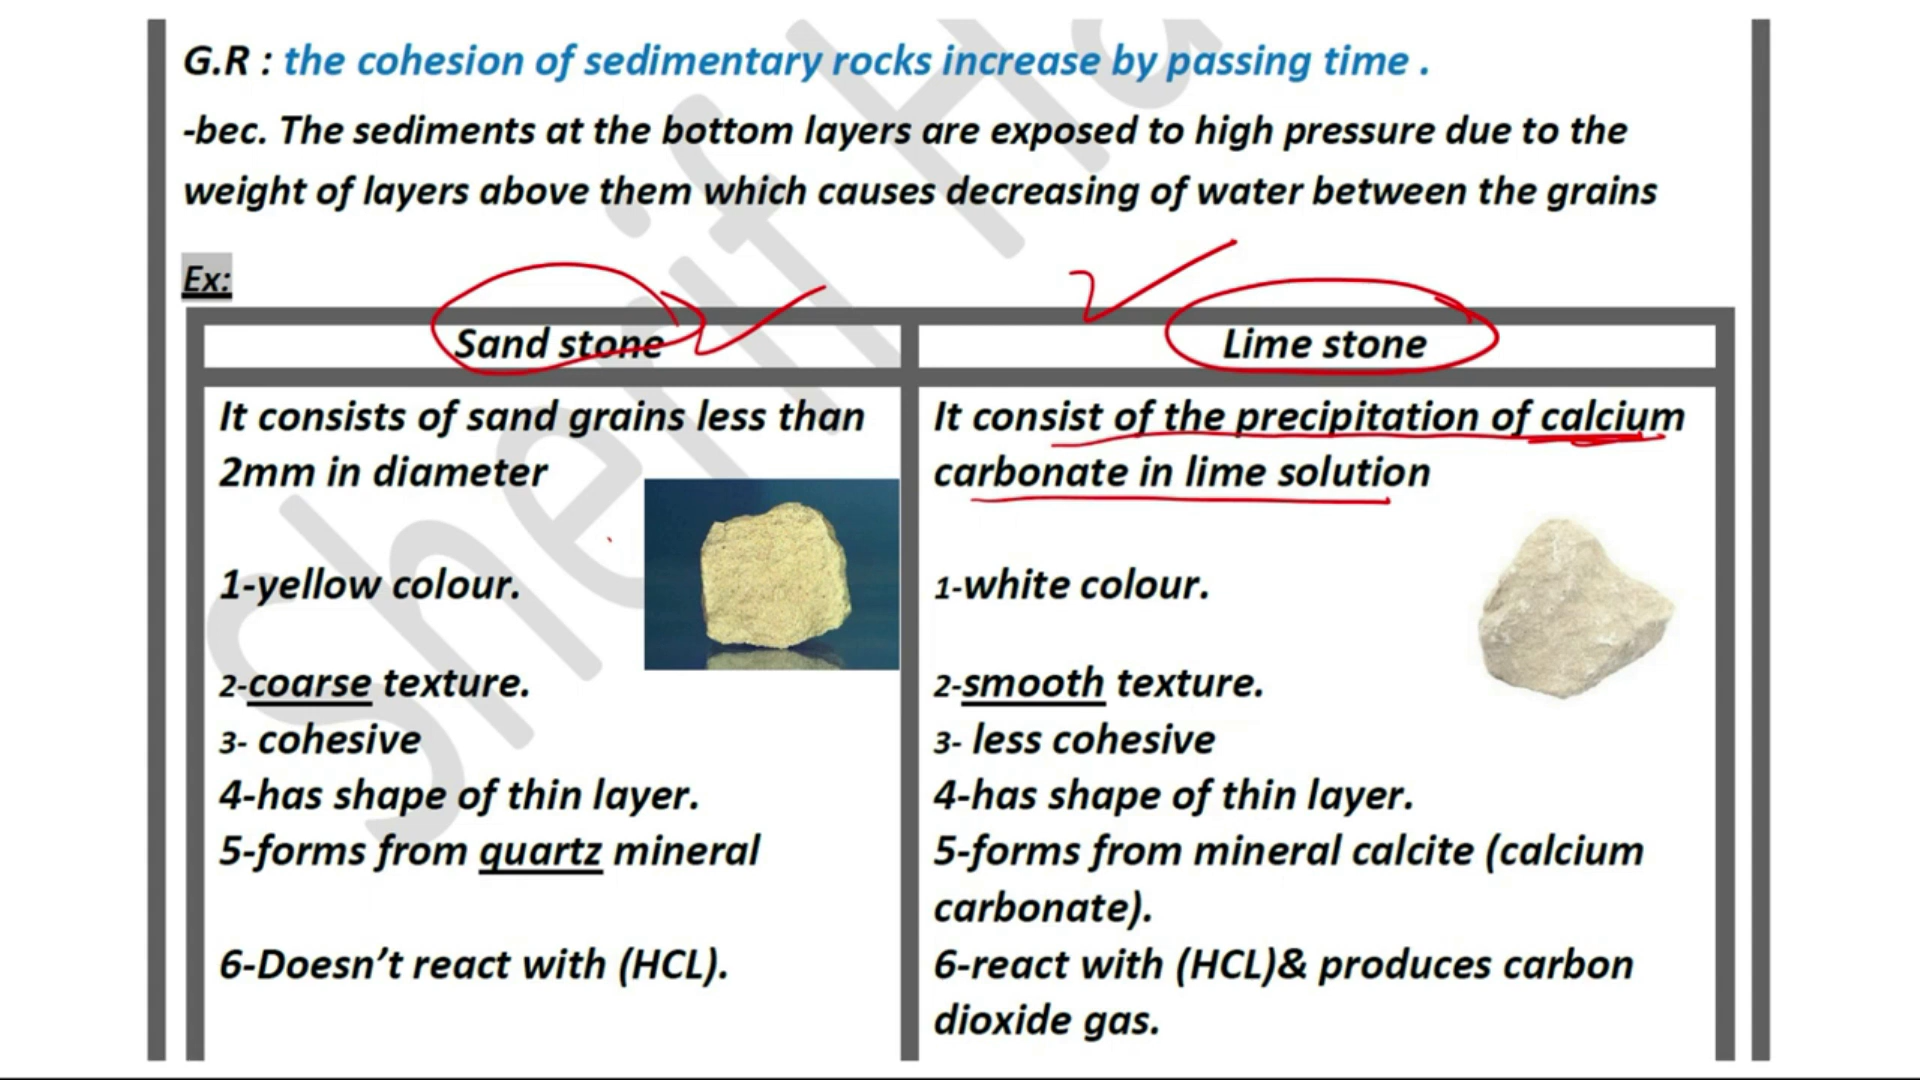 G.R : the cohesion of sedimentary rocks increase by passing time .
-bec. The sediments at the bottom layers are exposed to high pressure due to the
weight of layers above them which causes decreasing of water between the grains
Ex:
Sand stone
It consists of sand grains less than
2mm in diameter
1-yellow colour.
2-coarse texture.
3- cohesive
4-has shape of thin layer.
5-forms from quartz mineral
6-Doesn’t react with (HCL).
Lime stone
It consist of the precipitation of calcium
carbonate in lime solution
1-white colour.
2-smooth texture.
3- less cohesive
4-has shape of thin layer.
5-forms from mineral calcite (calcium
carbonate).
6-react with (HCL)& produces carbon
dioxide gas.
Sherif